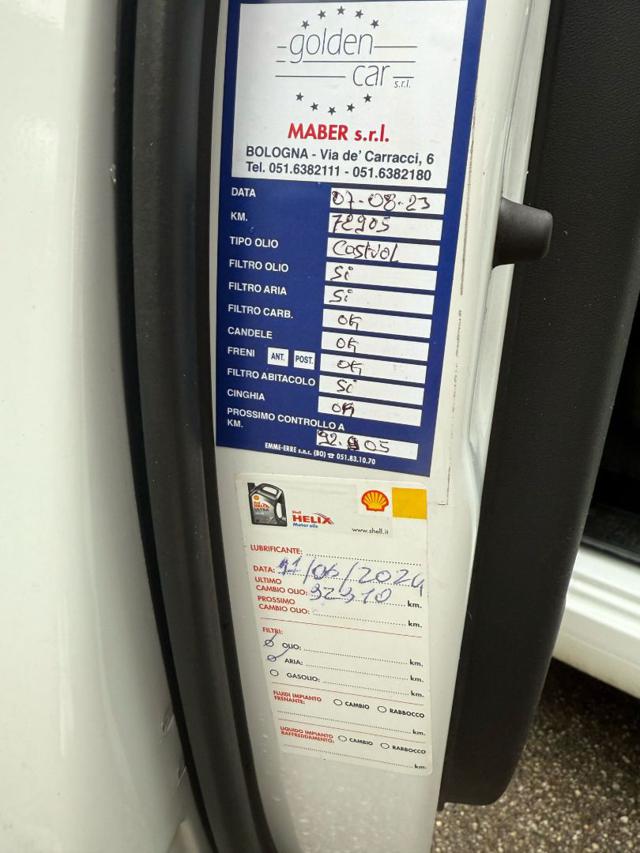 golden
car s.r.l.
MABER s.r.l.
BOLOGNA - Via de' Carracci, 6
Tel. 051.6382111 - 051.6382180
DATA 07-08-23
KM. 72905
TIPO OLIO Castrol
FILTRO OLIO Si
FILTRO ARIA Si
FILTRO CARB. OK
CANDELE OK
FRENI ANT. POST. OK
FILTRO ABITACOLO Si
CINGHIA OK
PROSSIMO CONTROLLO A
KM. 92.905
EMME-ERRE s.n.c. (BO) ☎ 051.83.10.70
Shell
HELIX
Motor oils
www.shell.it
LUBRIFICANTE:
DATA: 11/06/2024
ULTIMO
CAMBIO OLIO: 92310 km.
PROSSIMO
CAMBIO OLIO: km.
FILTRI:
OLIO: km.
ARIA: km.
GASOLIO: km.
FLUIDI IMPIANTO
FRENANTE: CAMBIO RABBOCCO
km.
LIQUIDO IMPIANTO
RAFFREDDAMENTO: CAMBIO RABBOCCO
km.